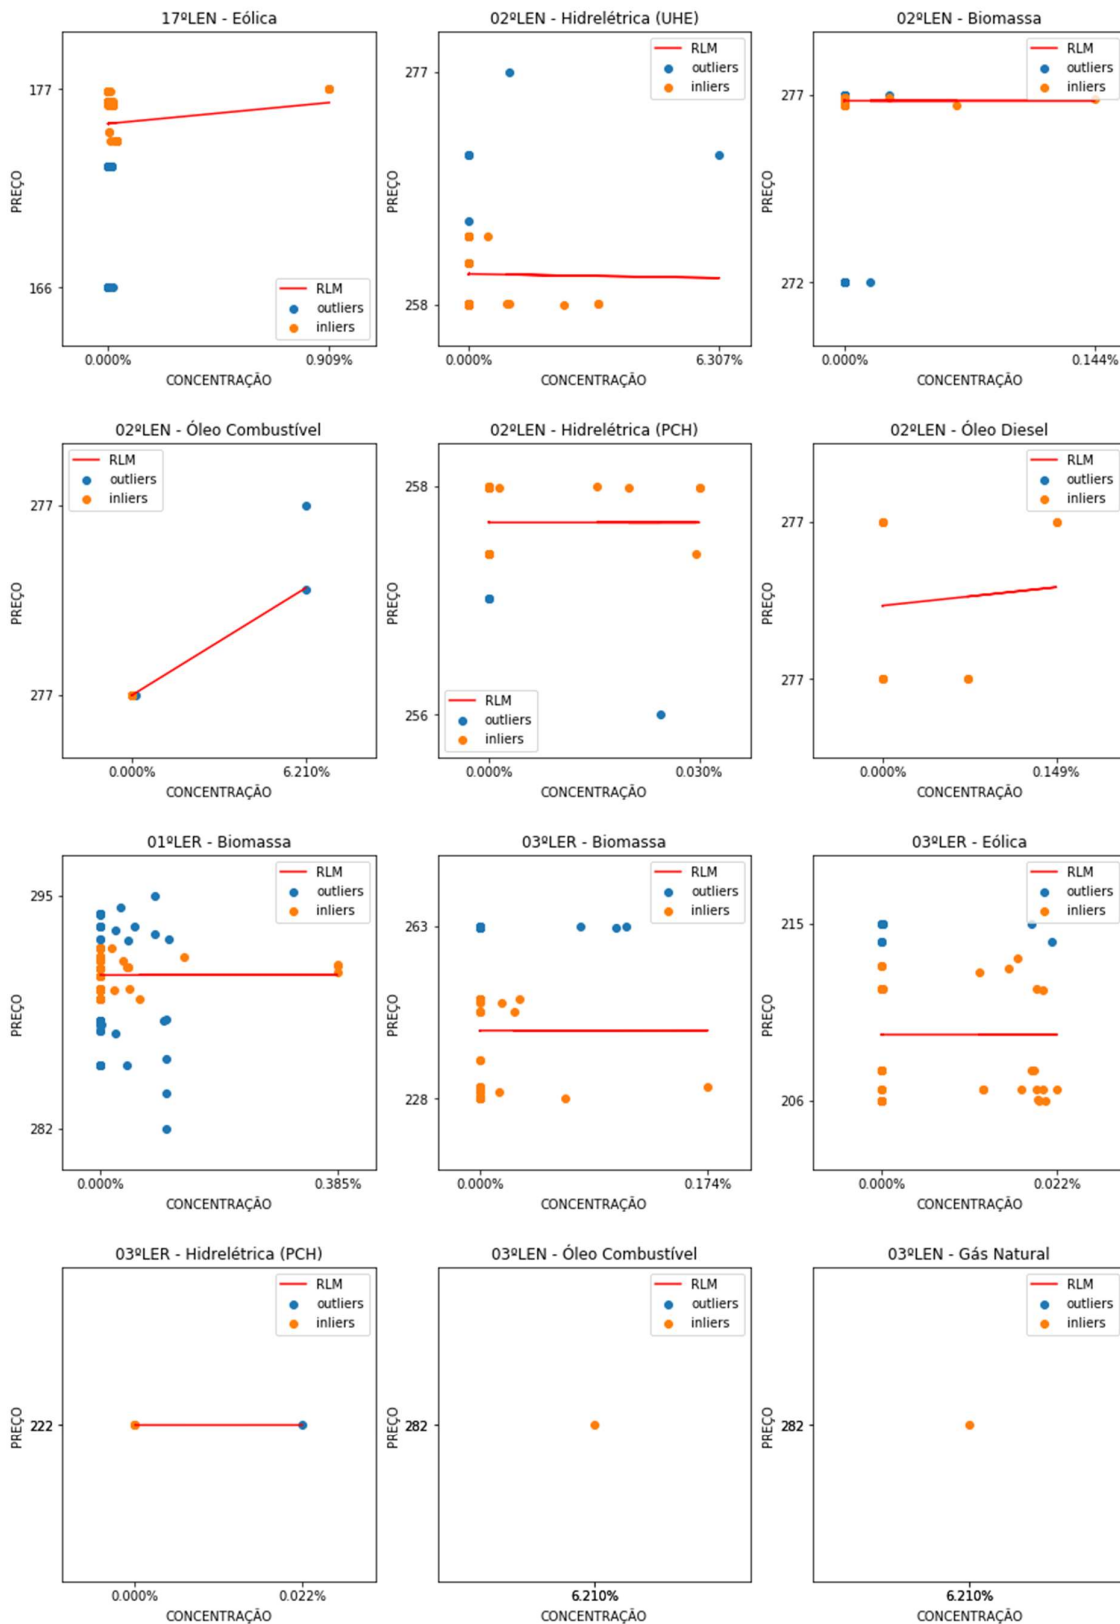 17ºLEN - Eólica
PREÇO
177
166
RLM
outliers
inliers
0.000%
0.909%
CONCENTRAÇÃO
02ºLEN - Hidrelétrica (UHE)
PREÇO
277
258
RLM
outliers
inliers
0.000%
6.307%
CONCENTRAÇÃO
02ºLEN - Biomassa
PREÇO
277
272
RLM
outliers
inliers
0.000%
0.144%
CONCENTRAÇÃO
02ºLEN - Óleo Combustível
PREÇO
277
277
RLM
outliers
inliers
0.000%
6.210%
CONCENTRAÇÃO
02ºLEN - Hidrelétrica (PCH)
PREÇO
258
256
RLM
outliers
inliers
0.000%
0.030%
CONCENTRAÇÃO
02ºLEN - Óleo Diesel
PREÇO
277
277
RLM
outliers
inliers
0.000%
0.149%
CONCENTRAÇÃO
01ºLER - Biomassa
PREÇO
295
282
RLM
outliers
inliers
0.000%
0.385%
CONCENTRAÇÃO
03ºLER - Biomassa
PREÇO
263
228
RLM
outliers
inliers
0.000%
0.174%
CONCENTRAÇÃO
03ºLER - Eólica
PREÇO
215
206
RLM
outliers
inliers
0.000%
0.022%
CONCENTRAÇÃO
03ºLER - Hidrelétrica (PCH)
PREÇO
222
RLM
outliers
inliers
0.000%
0.022%
CONCENTRAÇÃO
03ºLEN - Óleo Combustível
PREÇO
282
RLM
outliers
inliers
6.210%
CONCENTRAÇÃO
03ºLEN - Gás Natural
PREÇO
282
RLM
outliers
inliers
6.210%
CONCENTRAÇÃO